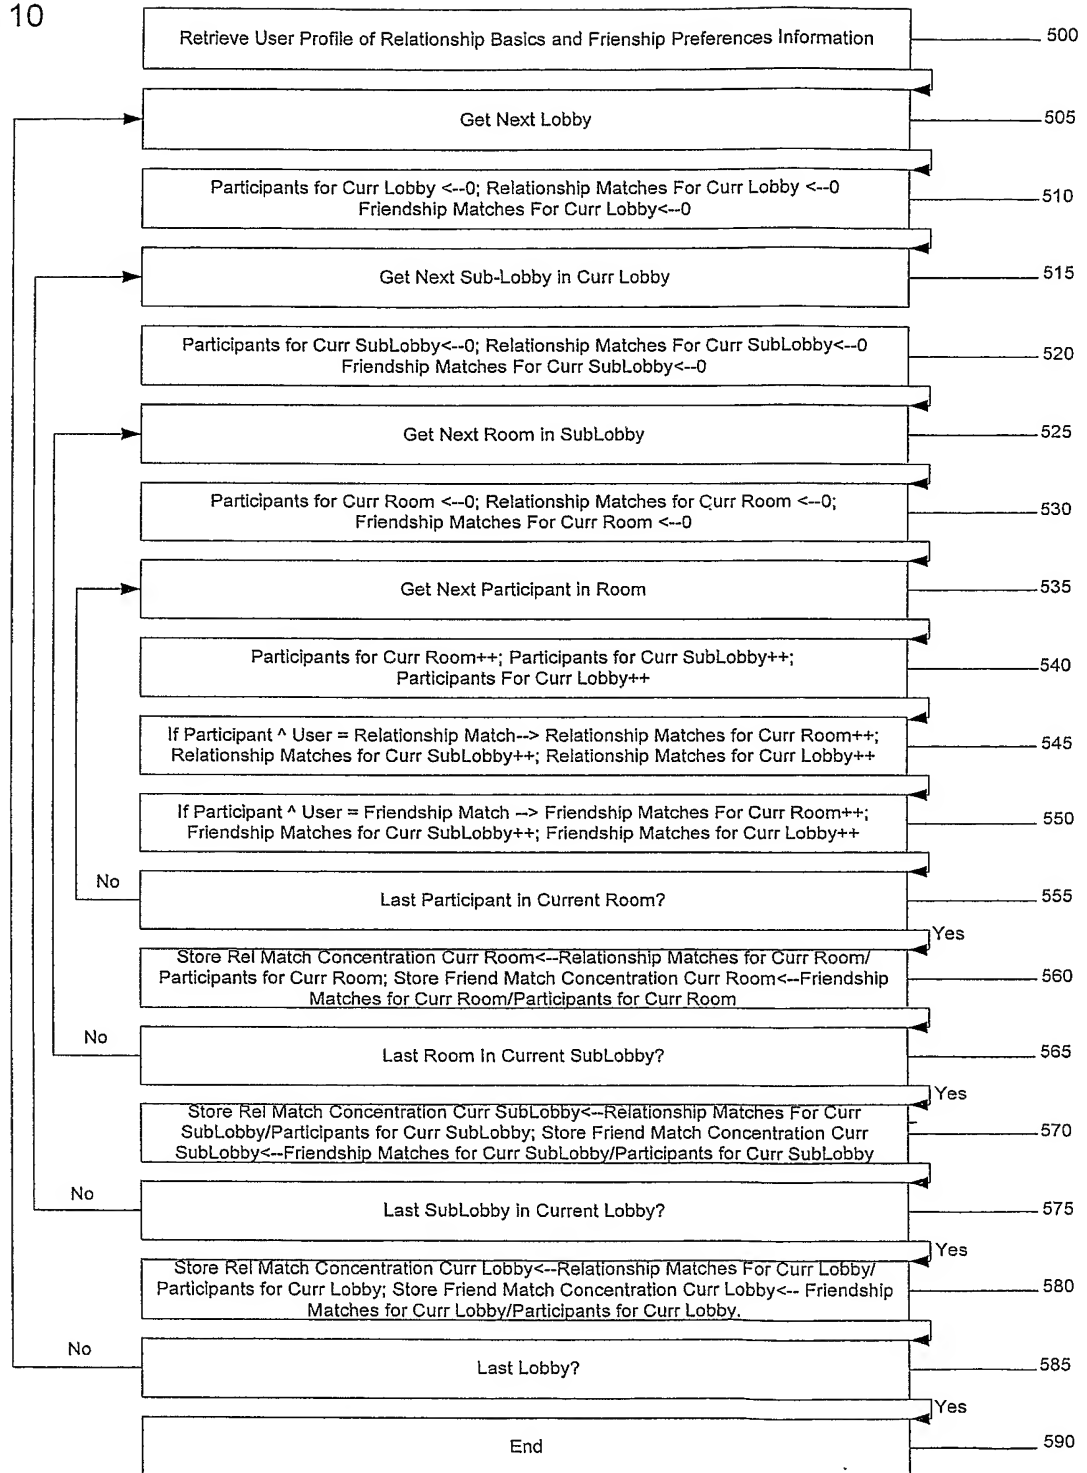 10
Retrieve User Profile of Relationship Basics and Frienship Preferences Information
500
Get Next Lobby
505
Participants for Curr Lobby <--0; Relationship Matches For Curr Lobby <--0
Friendship Matches For Curr Lobby<--0
510
Get Next Sub-Lobby in Curr Lobby
515
Participants for Curr SubLobby<--0; Relationship Matches For Curr SubLobby<--0
Friendship Matches For Curr SubLobby<--0
520
Get Next Room in SubLobby
525
Participants for Curr Room <--0; Relationship Matches for Curr Room <--0;
Friendship Matches For Curr Room <--0
530
Get Next Participant in Room
535
Participants for Curr Room++; Participants for Curr SubLobby++;
Participants For Curr Lobby++
540
If Participant ^ User = Relationship Match--> Relationship Matches for Curr Room++;
Relationship Matches for Curr SubLobby++; Relationship Matches for Curr Lobby++
545
If Participant ^ User = Friendship Match --> Friendship Matches For Curr Room++;
Friendship Matches for Curr SubLobby++; Friendship Matches for Curr Lobby++
550
No
Last Participant in Current Room?
555
Yes
Store Rel Match Concentration Curr Room<--Relationship Matches for Curr Room/
Participants for Curr Room; Store Friend Match Concentration Curr Room<--Friendship
Matches for Curr Room/Participants for Curr Room
560
No
Last Room in Current SubLobby?
565
Yes
Store Rel Match Concentration Curr SubLobby<--Relationship Matches For Curr
SubLobby/Participants for Curr SubLobby; Store Friend Match Concentration Curr
SubLobby<--Friendship Matches for Curr SubLobby/Participants for Curr SubLobby
570
No
Last SubLobby in Current Lobby?
575
Yes
Store Rel Match Concentration Curr Lobby<--Relationship Matches For Curr Lobby/
Participants for Curr Lobby; Store Friend Match Concentration Curr Lobby<-- Friendship
Matches for Curr Lobby/Participants for Curr Lobby.
580
No
Last Lobby?
585
Yes
End
590